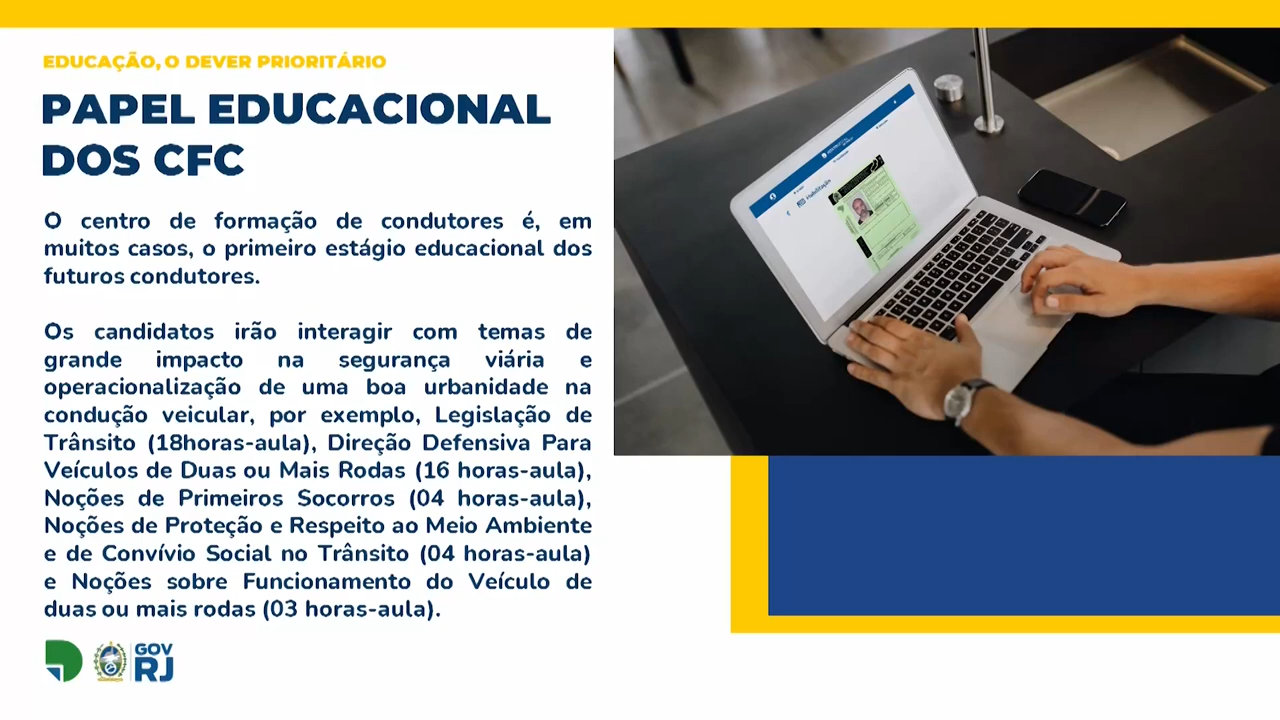 EDUCAÇÃO, O DEVER PRIORITÁRIO
PAPEL EDUCACIONAL
DOS CFC
O centro de formação de condutores é, em
muitos casos, o primeiro estágio educacional dos
futuros condutores.
Os candidatos irão interagir com temas de
grande impacto na segurança viária e
operacionalização de uma boa urbanidade na
condução veicular, por exemplo, Legislação de
Trânsito (18horas-aula), Direção Defensiva Para
Veículos de Duas ou Mais Rodas (16 horas-aula),
Noções de Primeiros Socorros (04 horas-aula),
Noções de Proteção e Respeito ao Meio Ambiente
e de Convívio Social no Trânsito (04 horas-aula)
e Noções sobre Funcionamento do Veículo de
duas ou mais rodas (03 horas-aula).
GOV
RJ
Habilitação